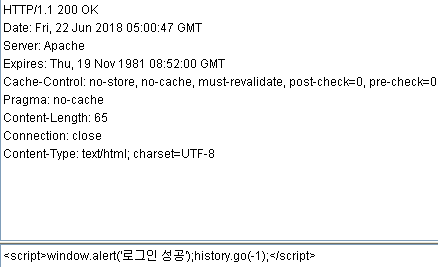 HTTP/1.1 200 OK
Date: Fri, 22 Jun 2018 05:00:47 GMT
Server: Apache
Expires: Thu, 19 Nov 1981 08:52:00 GMT
Cache-Control: no-store, no-cache, must-revalidate, post-check=0, pre-check=0
Pragma: no-cache
Content-Length: 65
Connection: close
Content-Type: text/html; charset=UTF-8
<script>window.alert('로그인 성공');history.go(-1);</script>